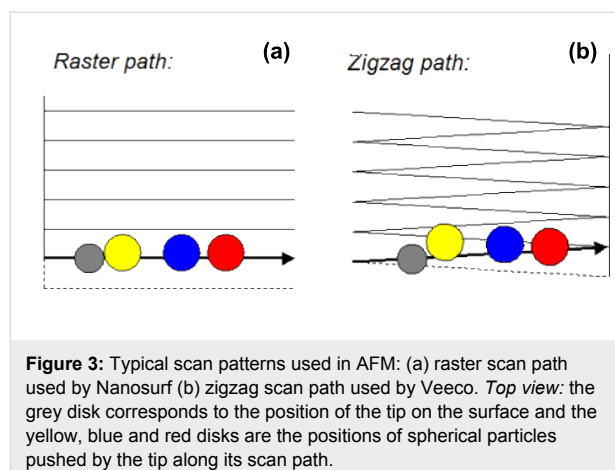 Raster path:
(a)
Zigzag path:
(b)
Figure 3: Typical scan patterns used in AFM: (a) raster scan path
used by Nanosurf (b) zigzag scan path used by Veeco. Top view: the
grey disk corresponds to the position of the tip on the surface and the
yellow, blue and red disks are the positions of spherical particles
pushed by the tip along its scan path.